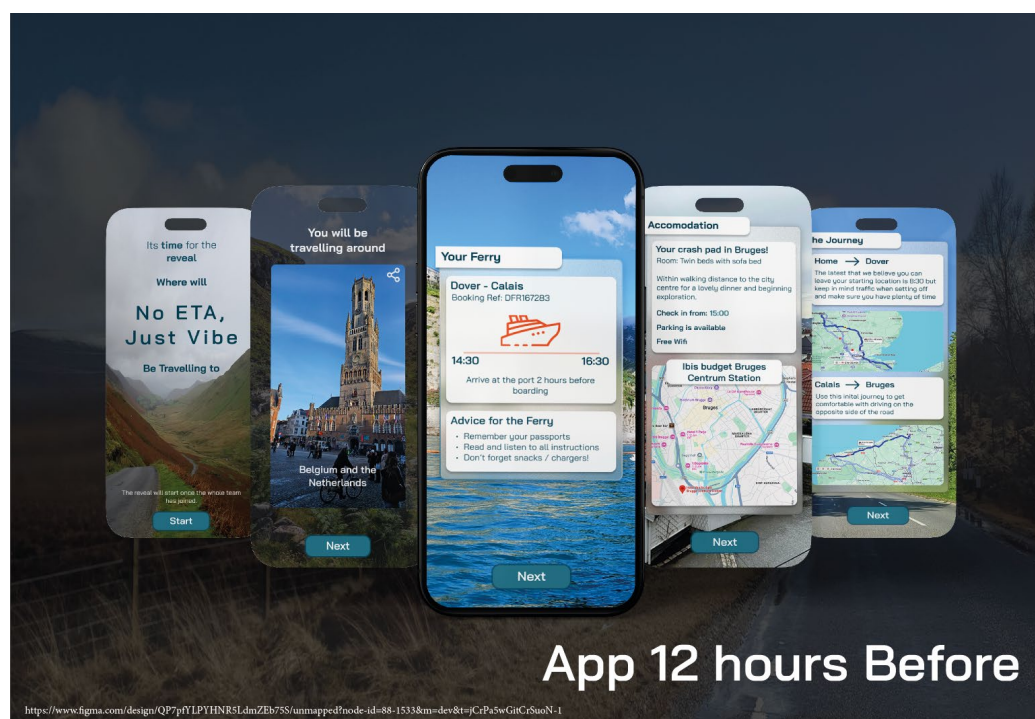 Its time for the
reveal
Where will
No ETA,
Just Vibe
Be Travelling to
The reveal will start once the whole team
has joined.
Start
You will be
travelling around
Belgium and the
Netherlands
Next
Your Ferry
Dover - Calais
Booking Ref: DFR167283
14:30 16:30
Arrive at the port 2 hours before
boarding
Advice for the Ferry
• Remember your passports
• Read and listen to all instructions
• Don't forget snacks / chargers!
Next
Accomodation
Your crash pad in Bruges!
Room: Twin beds with sofa bed
Within walking distance to the city
centre for a lovely dinner and beginning
exploration.
Check in from: 15:00
Parking is available
Free Wifi
Ibis budget Bruges
Centrum Station
Bruges
Next
he Journey
Home → Dover
The latest that we believe you can
leave your starting location is 8:30 but
keep in mind traffic when setting off
and make sure you have plenty of time
Calais → Bruges
Use this inital journey to get
comfortable with driving on the
opposite side of the road
Next
App 12 hours Before
https://www.figma.com/design/QP7pfYLPYHNR5LdmZEb75S/unmapped?node-id=88-1533&m=dev&t=jCrPa5wGitCrSuoN-1